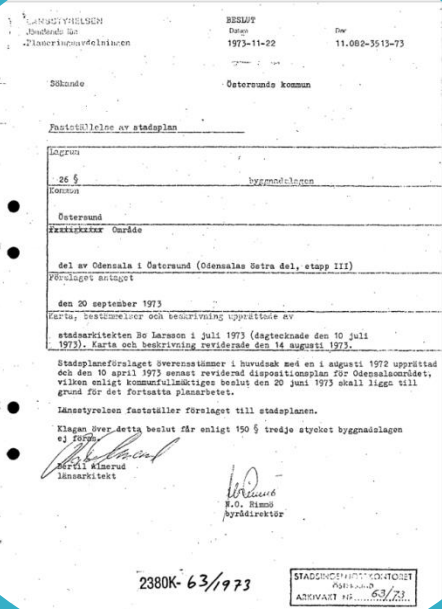 LÄNSSTYRELSEN BESLUT
Jämtlands län Datum Dnr
Planeringsavdelningen 1973-11-22 11.082-3513-73
Sökande Östersunds kommun
Fastställelse av stadsplan
Lagrum
26 § byggnadslagen
Kommun
Östersund
Område
del av Odensala i Östersund (Odensalas östra del, etapp III)
Förslaget antaget
den 20 september 1973
Karta, bestämmelser och beskrivning upprättade av
stadsarkitekten Bo Larsson i juli 1973 (dagtecknade den 10 juli
1973). Karta och beskrivning reviderade den 14 augusti 1973.
Stadsplaneförslaget överensstämmer i huvudsak med en i augusti 1972 upprättad
och den 10 april 1973 senast reviderad dispositionsplan för Odensalaområdet,
vilken enligt kommunfullmäktiges beslut den 20 juni 1973 skall ligga till
grund för det fortsatta planarbetet.
Länsstyrelsen fastställer förslaget till stadsplanen.
Klagan över detta beslut får enligt 150 § tredje stycket byggnadslagen
ej föras.
Bertil Almerud
länsarkitekt
N.O. Rimnö
byrådirektör
2380K-63/1973
STADSINGENJÖRSKONTORET
ÖSTERSUND
ARKIVAKT NR 63/73